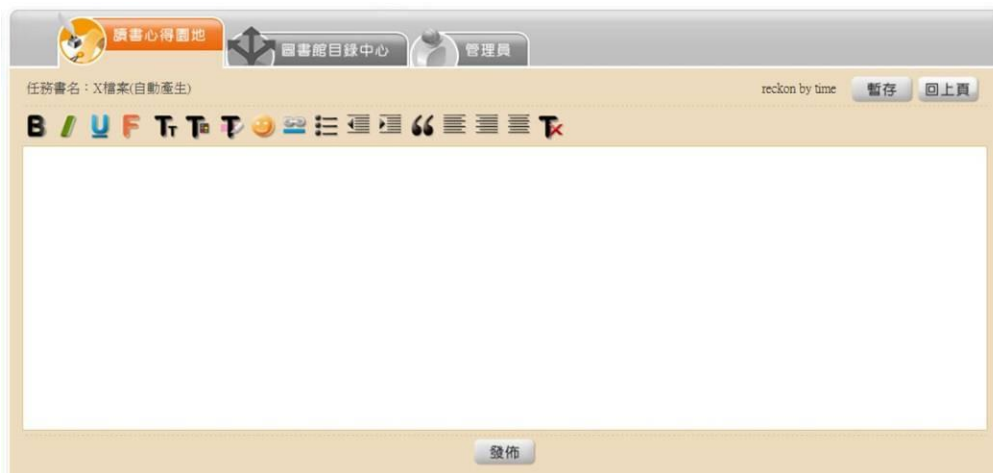 讀書心得園地
圖書館目錄中心
管理員
任務書名：X檔案(自動產生)
reckon by time
暫存
回上頁
發佈